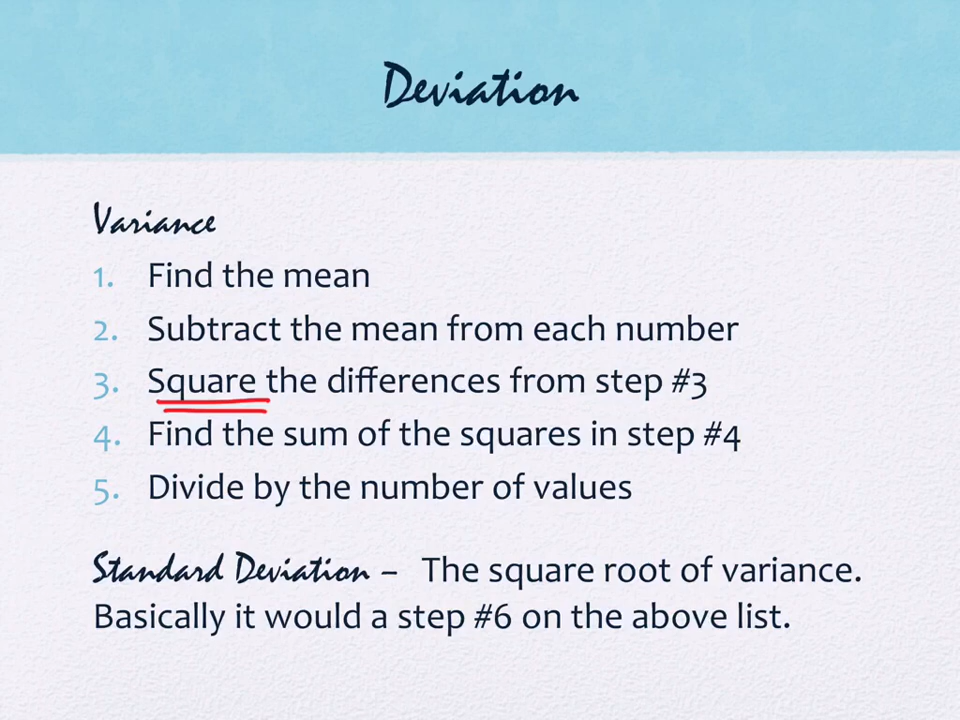 Deviation
Variance
1. Find the mean
2. Subtract the mean from each number
3. Square the differences from step #3
4. Find the sum of the squares in step #4
5. Divide by the number of values
Standard Deviation – The square root of variance.
Basically it would a step #6 on the above list.